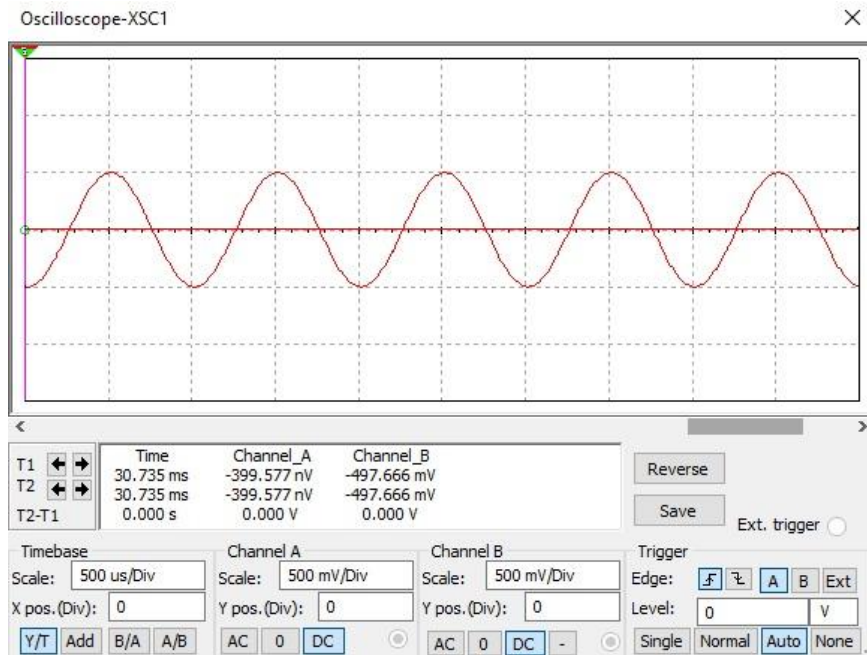 Oscilloscope-XSC1
Time Channel_A Channel_B
T1 30.735 ms -399.577 nV -497.666 mV
T2 30.735 ms -399.577 nV -497.666 mV
T2-T1 0.000 s 0.000 V 0.000 V
Reverse
Save
Ext. trigger
Timebase Channel A Channel B Trigger
Scale: 500 us/Div Scale: 500 mV/Div Scale: 500 mV/Div Edge: A B Ext
X pos.(Div): 0 Y pos.(Div): 0 Y pos.(Div): 0 Level: 0 V
Y/T Add B/A A/B AC 0 DC AC 0 DC - Single Normal Auto None